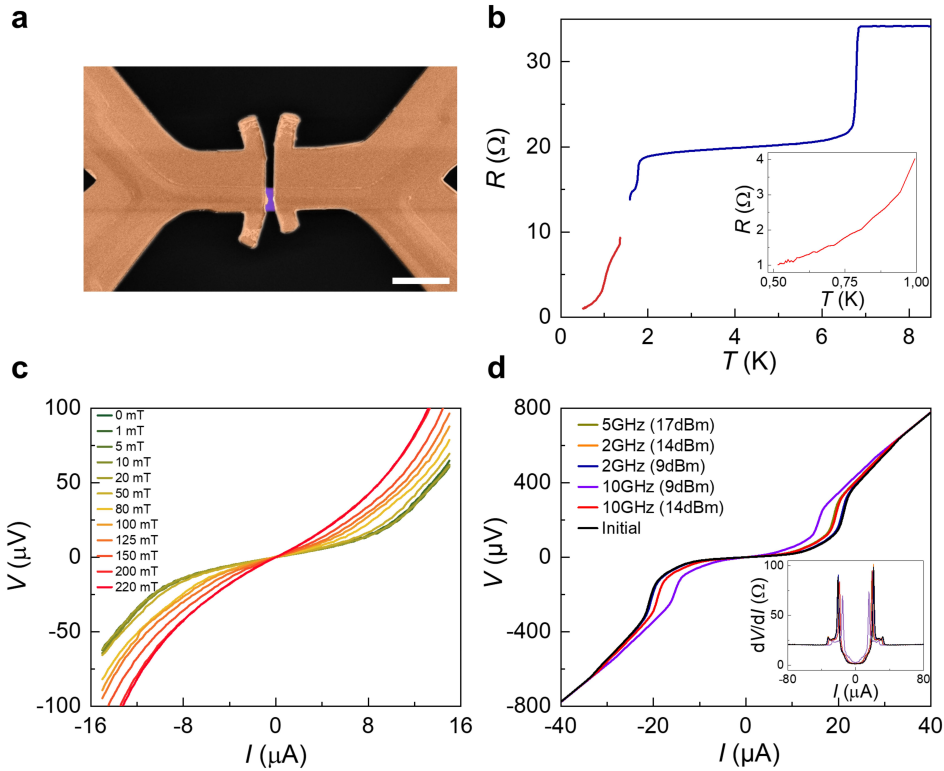 a
b
R (Ω)
30
20
10
0
0
2
4
6
8
T (K)
R (Ω)
4
3
2
1
0,50
0,75
1,00
T (K)
c
V (μV)
100
50
0
-50
-100
-16
-8
0
8
16
I (μA)
0 mT
1 mT
5 mT
10 mT
20 mT
50 mT
80 mT
100 mT
125 mT
150 mT
200 mT
220 mT
d
V (μV)
800
400
0
-400
-800
-40
-20
0
20
40
I (μA)
5GHz (17dBm)
2GHz (14dBm)
2GHz (9dBm)
10GHz (9dBm)
10GHz (14dBm)
Initial
dV/dI (Ω)
100
50
0
-80
0
80
I (μA)